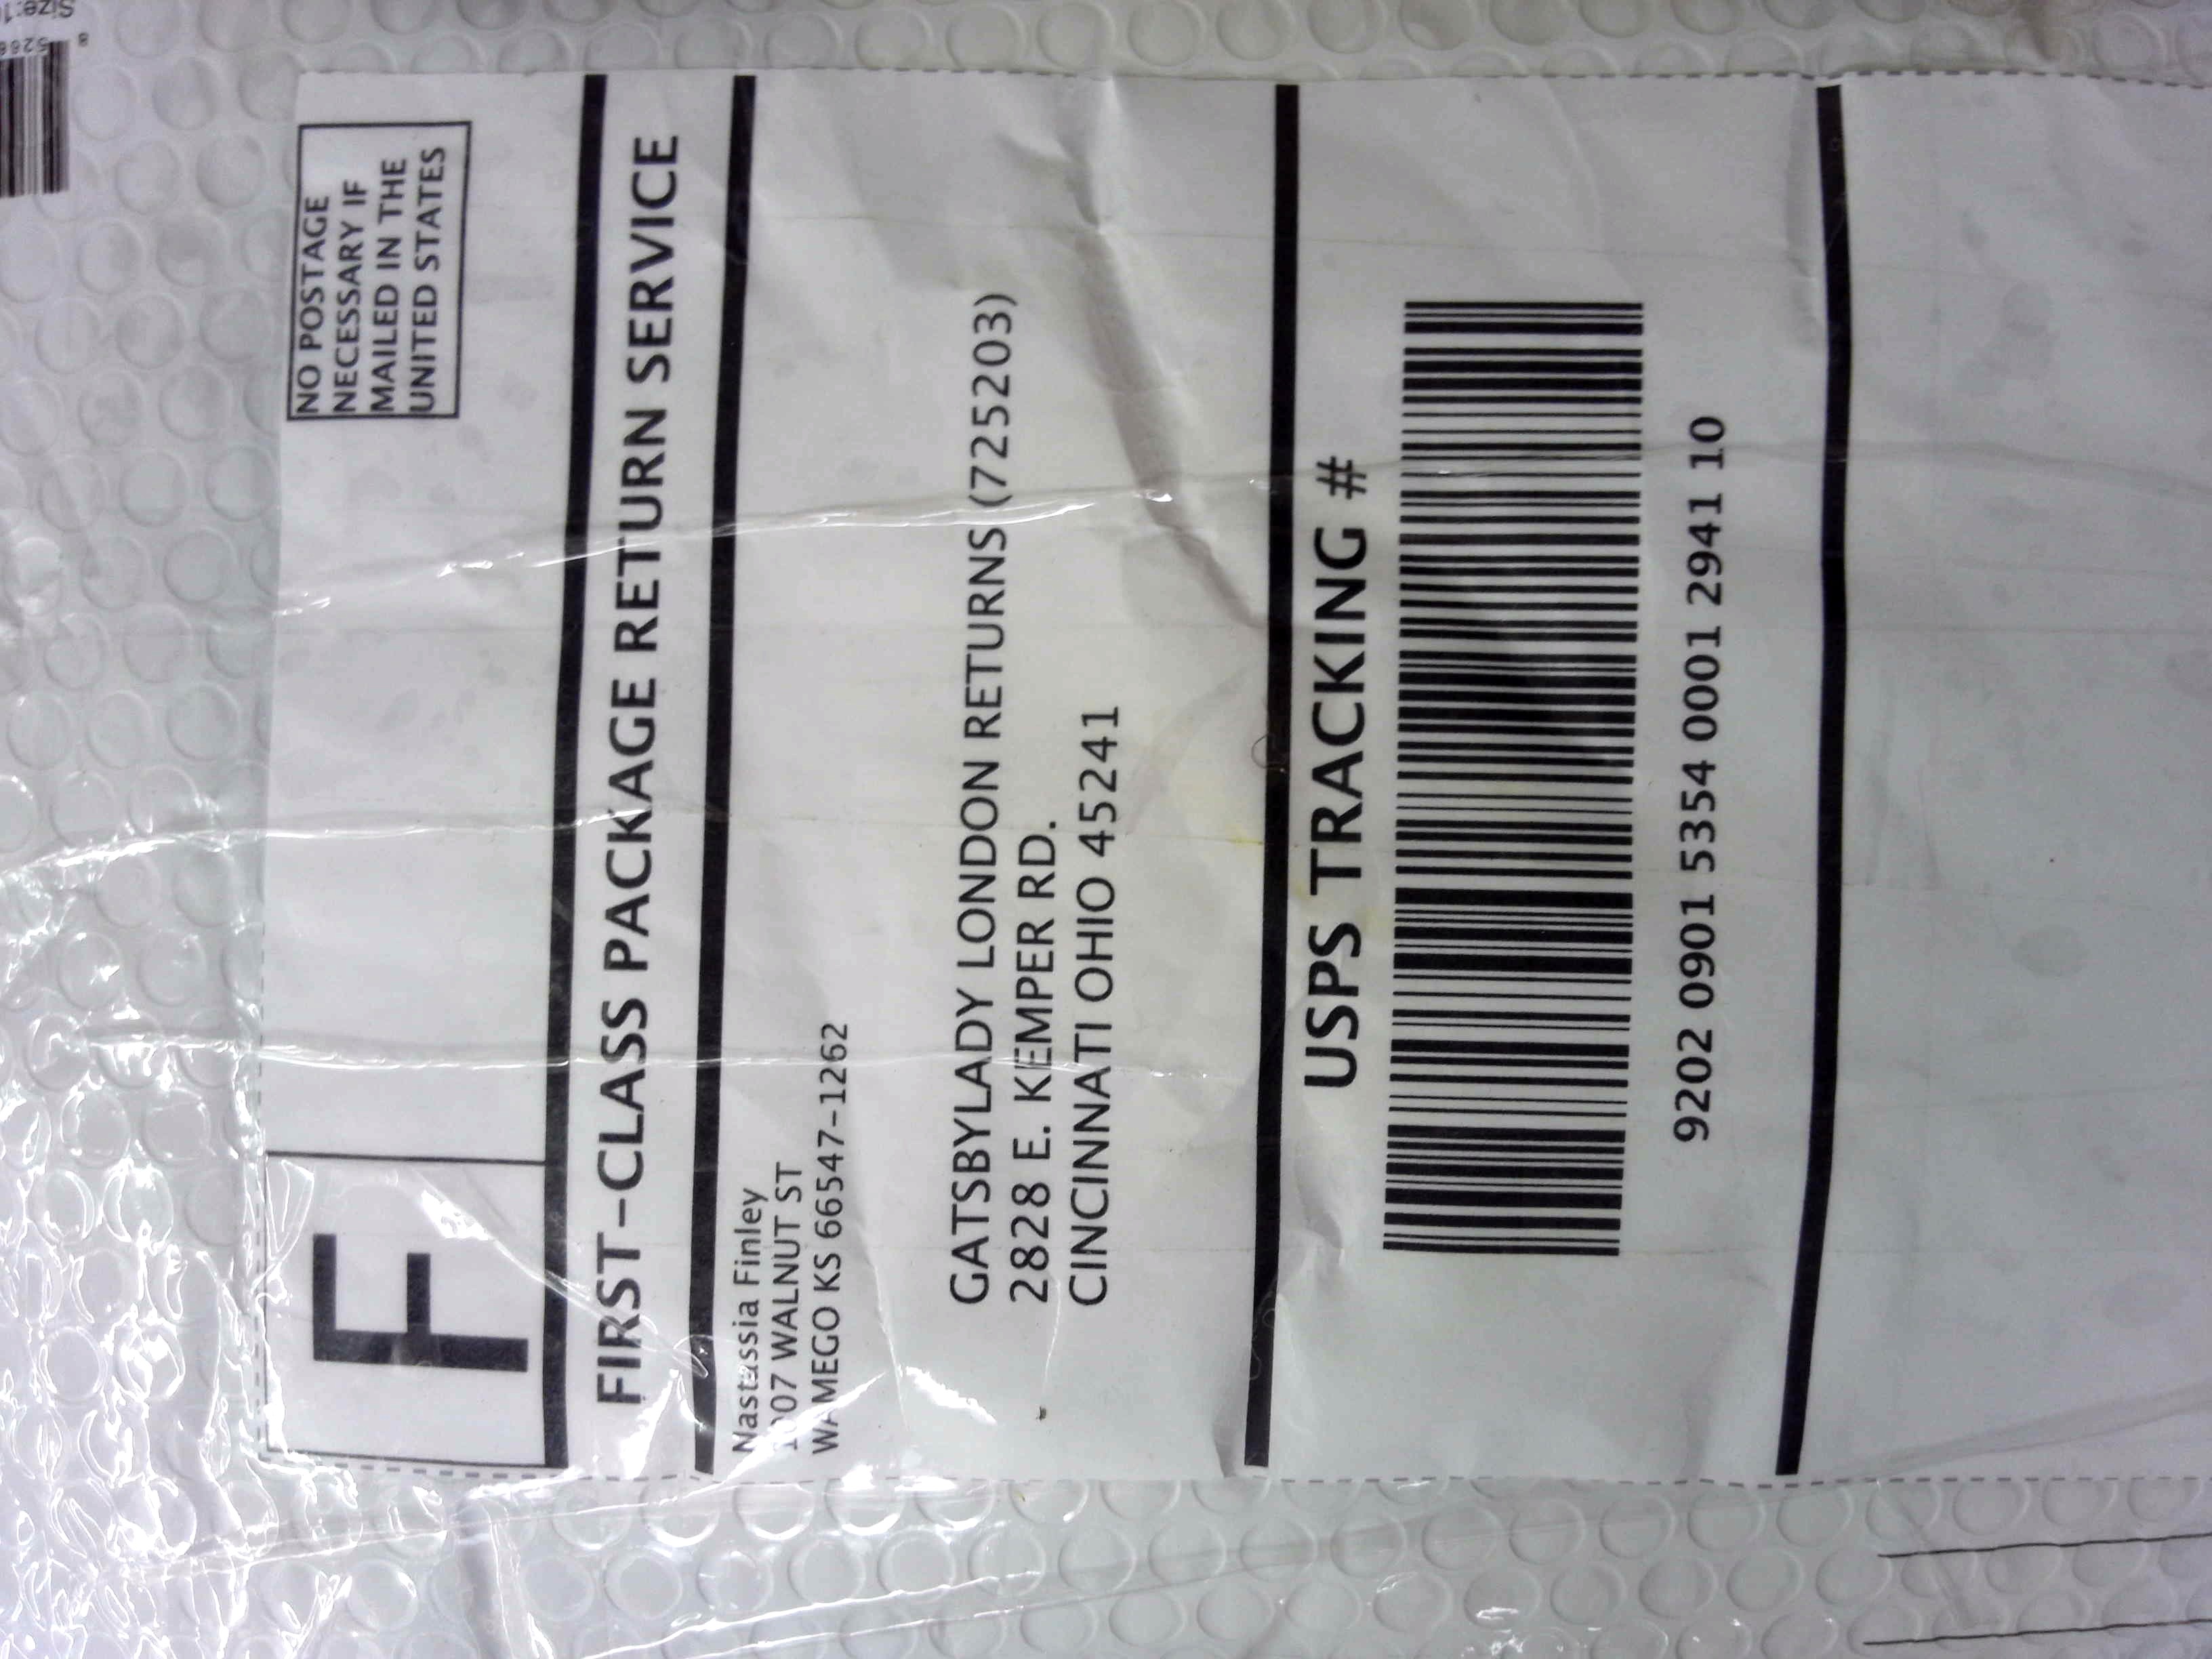 F
NO POSTAGE
NECESSARY IF
MAILED IN THE
UNITED STATES
FIRST-CLASS PACKAGE RETURN SERVICE
Nastassia Finley
1007 WALNUT ST
WAMEGO KS 66547-1262
GATSBYLADY LONDON RETURNS (725203)
2828 E. KEMPER RD.
CINCINNATI OHIO 45241
USPS TRACKING #
9202 0901 5354 0001 2941 10
Size: